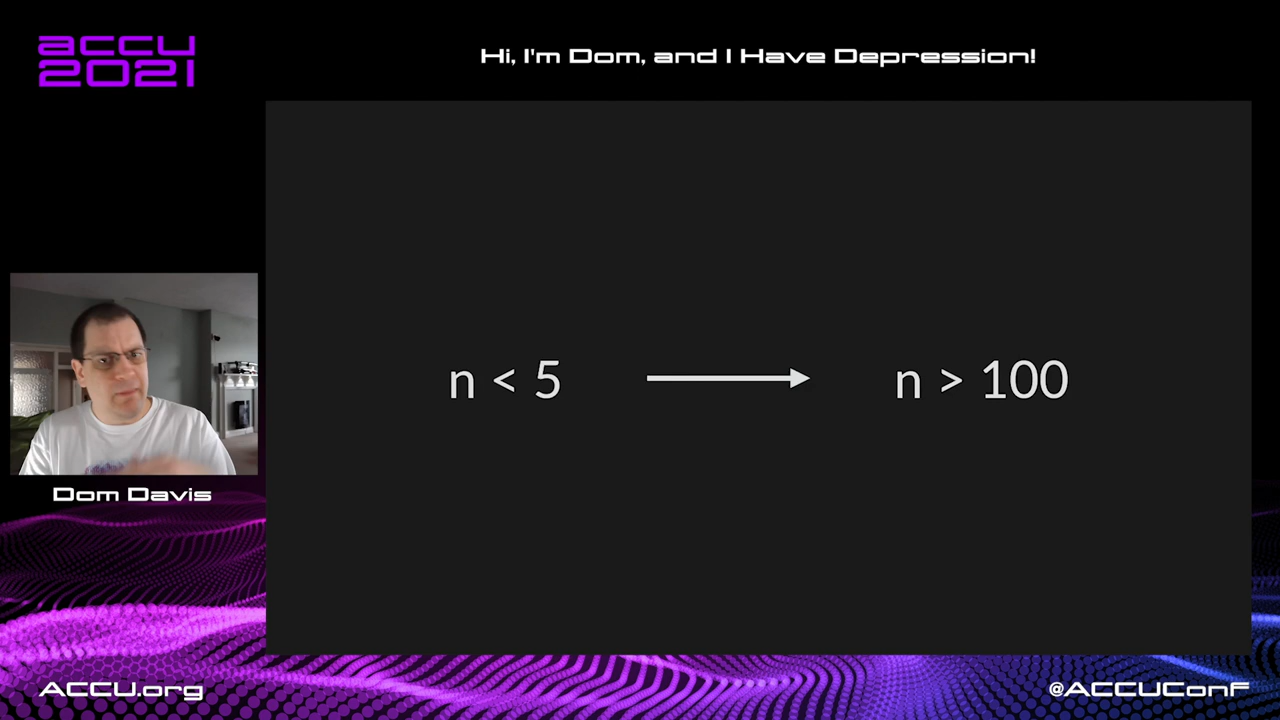 accu
2021
Hi, I'm Dom, and I Have Depression!
n < 5 → n > 100
Dom Davis
ACCU.org
@ACCUConf